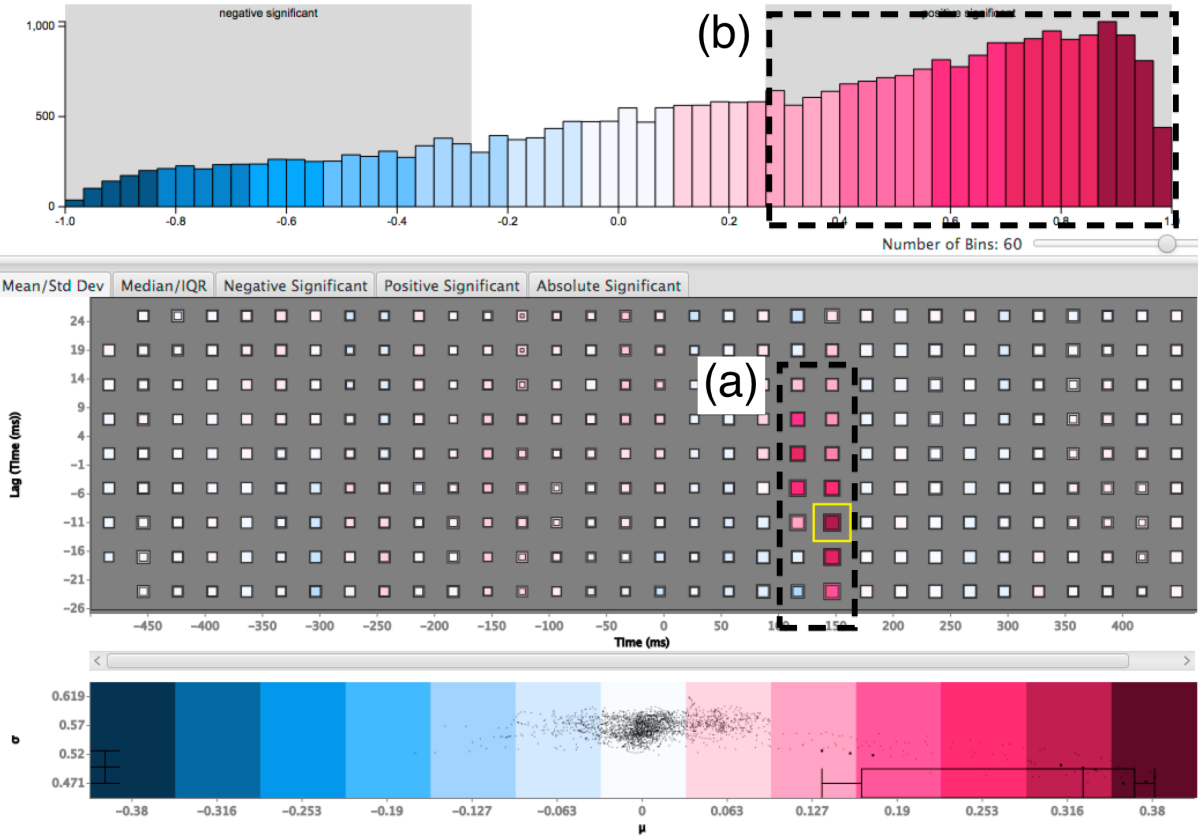 negative significant
positive significant
(b)
1,000
500
0
-1.0 -0.8 -0.6 -0.4 -0.2 0.0 0.2 0.4 0.6 0.8 1.0
Number of Bins: 60
Mean/Std Dev Median/IQR Negative Significant Positive Significant Absolute Significant
(a)
Lag (Time (ms))
24
19
14
9
4
-1
-6
-11
-16
-21
-26
-450 -400 -350 -300 -250 -200 -150 -100 -50 0 50 100 150 200 250 300 350 400
Time (ms)
σ
0.619
0.57
0.52
0.471
-0.38 -0.316 -0.253 -0.19 -0.127 -0.063 0 0.063 0.127 0.19 0.253 0.316 0.38
μ